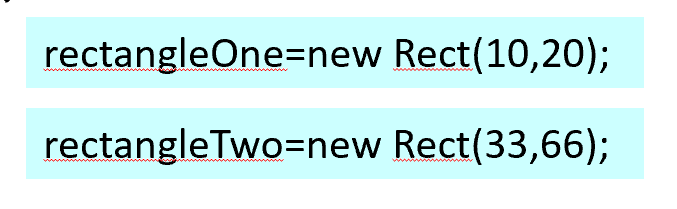 rectangleOne=new Rect(10,20);
rectangleTwo=new Rect(33,66);